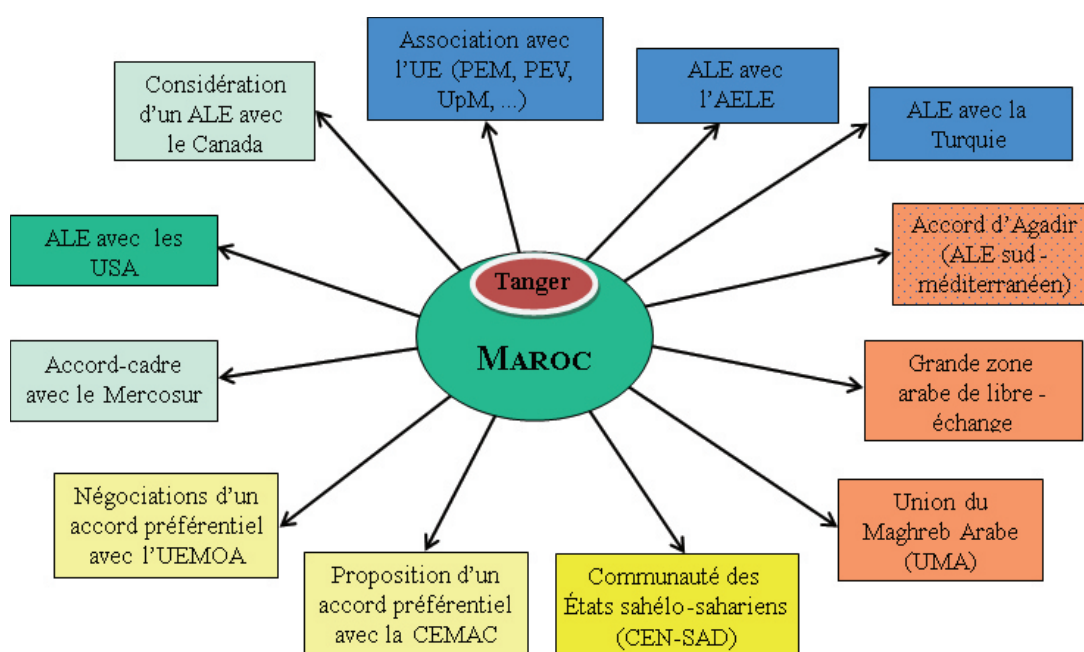 Association avec
l'UE (PEM, PEV,
UpM, ...)
ALE avec
l'AELE
ALE avec la
Turquie
Considération
d'un ALE avec
le Canada
ALE avec les
USA
Accord d'Agadir
(ALE sud-
méditerranéen)
Tanger
MAROC
Accord-cadre
avec le Mercosur
Grande zone
arabe de libre-
échange
Négociations d'un
accord préférentiel
avec l'UEMOA
Proposition d'un
accord préférentiel
avec la CEMAC
Communauté des
États sahélo-sahariens
(CEN-SAD)
Union du
Maghreb Arabe
(UMA)